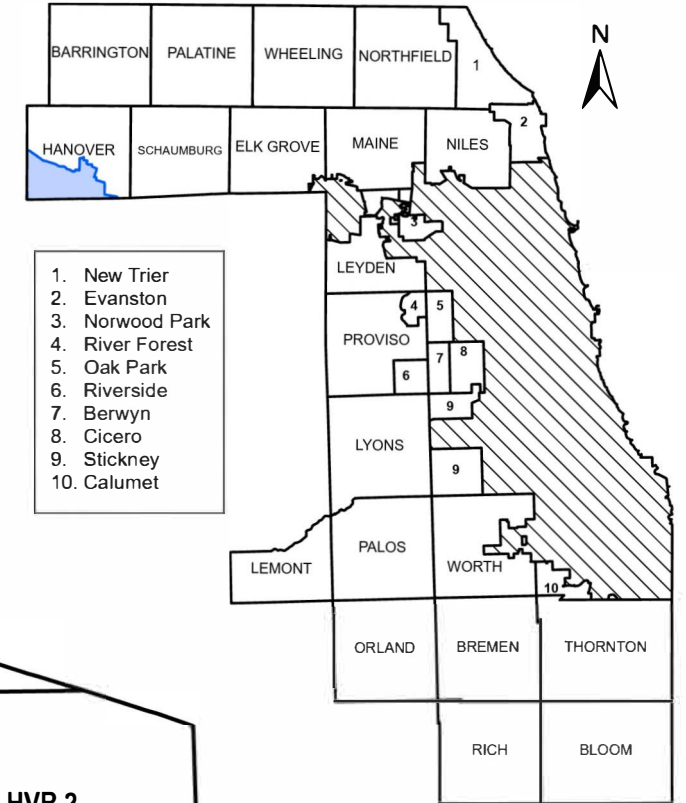 N
BARRINGTON PALATINE WHEELING NORTHFIELD 1
2
HANOVER SCHAUMBURG ELK GROVE MAINE NILES
3
LEYDEN
1. New Trier
2. Evanston
3. Norwood Park
4. River Forest
5. Oak Park
6. Riverside
7. Berwyn
8. Cicero
9. Stickney
10. Calumet
4 5
PROVISO
7 8
6
9
LYONS
9
PALOS
LEMONT WORTH
10
ORLAND BREMEN THORNTON
RICH BLOOM
HVR 2